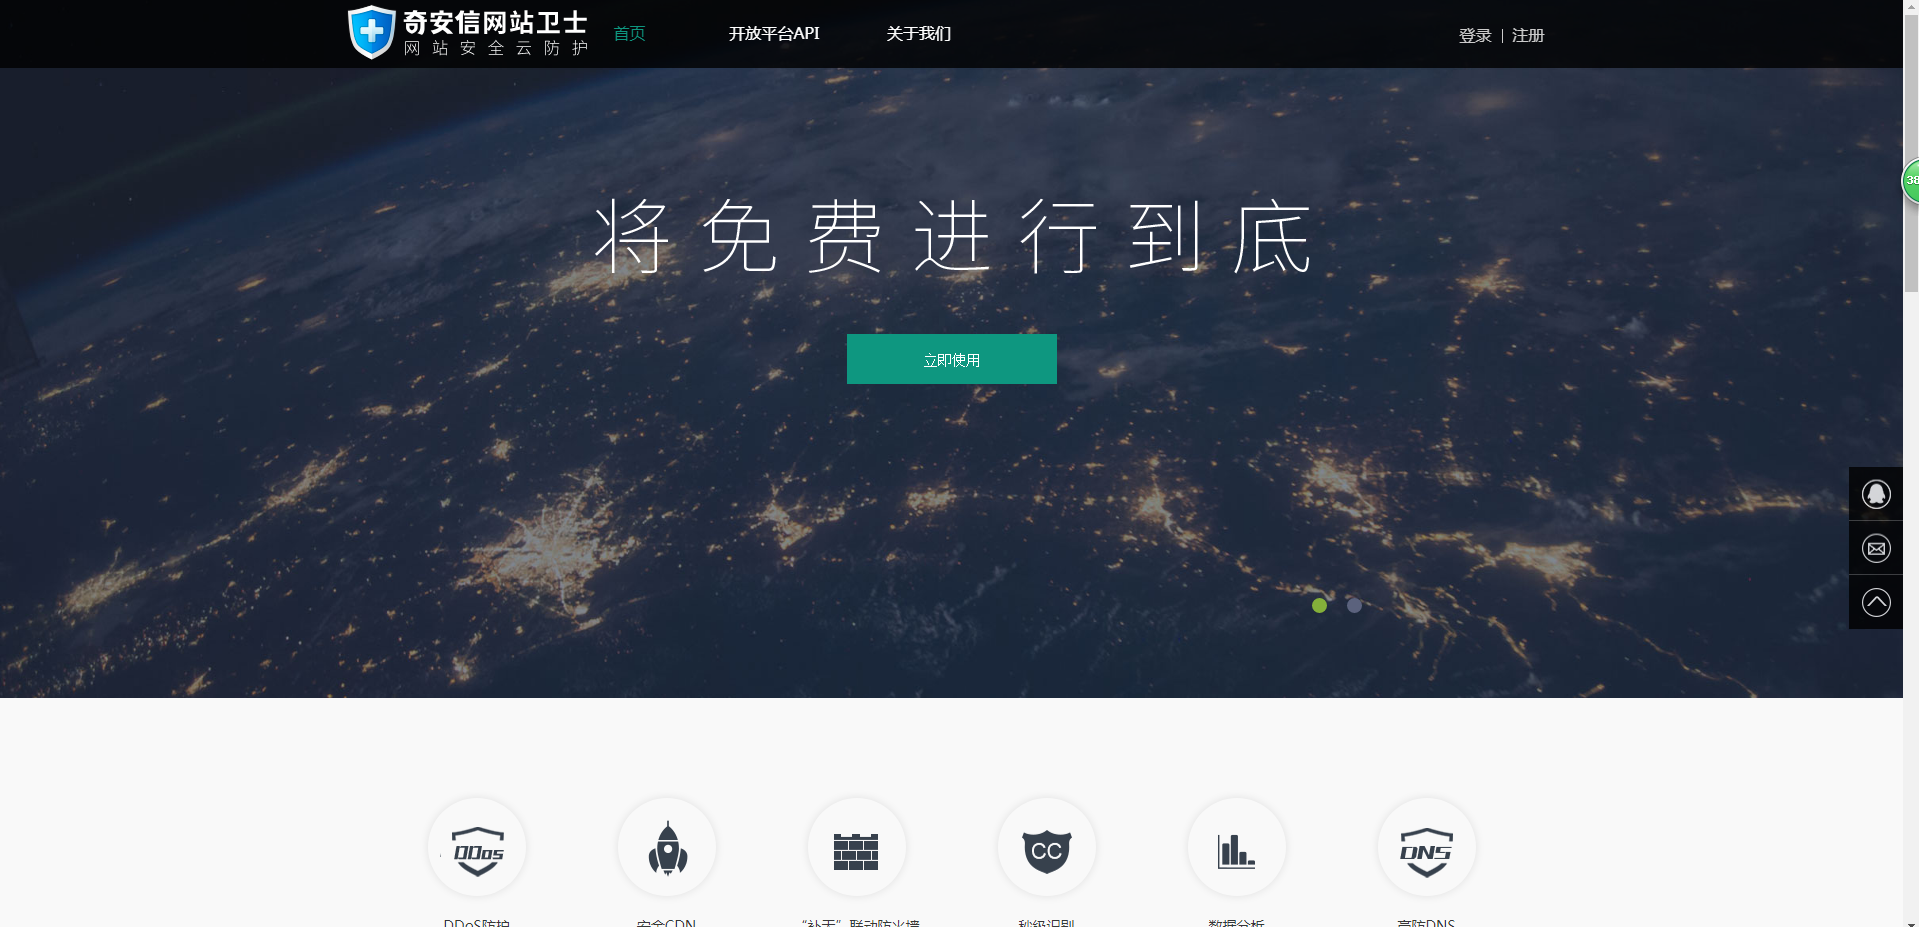 奇安信网站卫士
网站安全云防护
首页
开放平台API
关于我们
登录 | 注册
38
将免费进行到底
立即使用
DDos
CC
DNS
DDoS防护
安全CDN
“补天”联动防火墙
秒级识别
数据分析
高防DNS